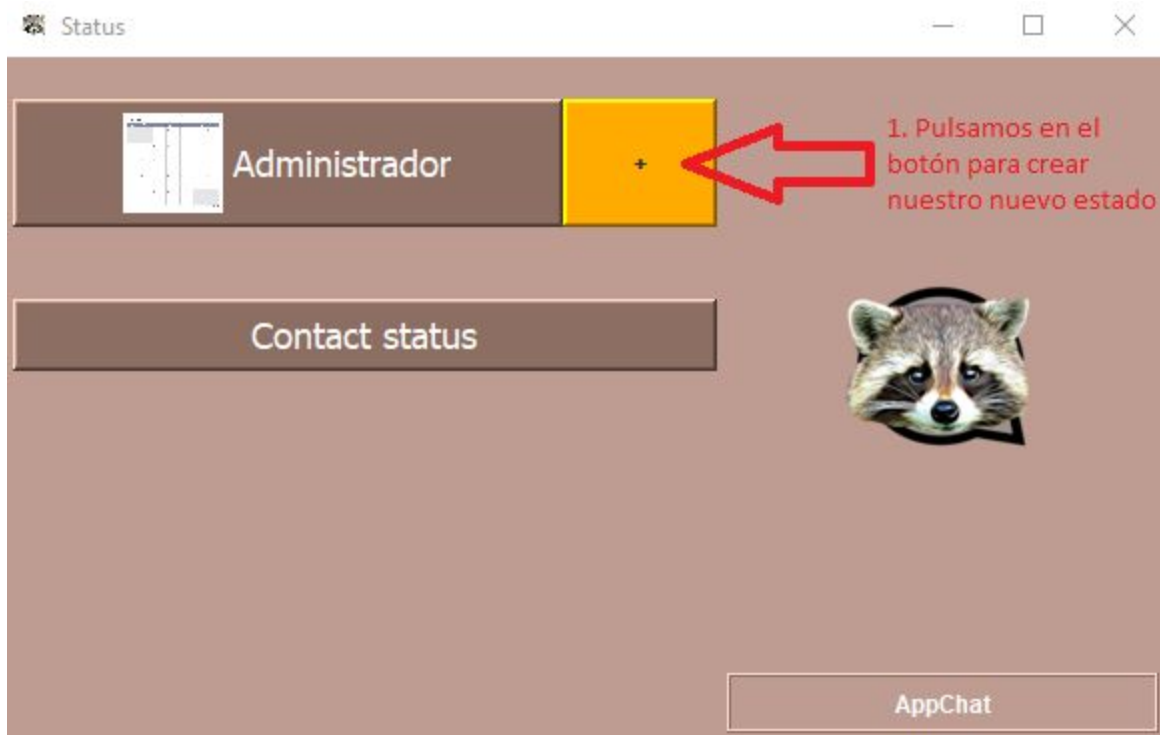 Status
Administrador
+
1. Pulsamos en el
botón para crear
nuestro nuevo estado
Contact status
AppChat